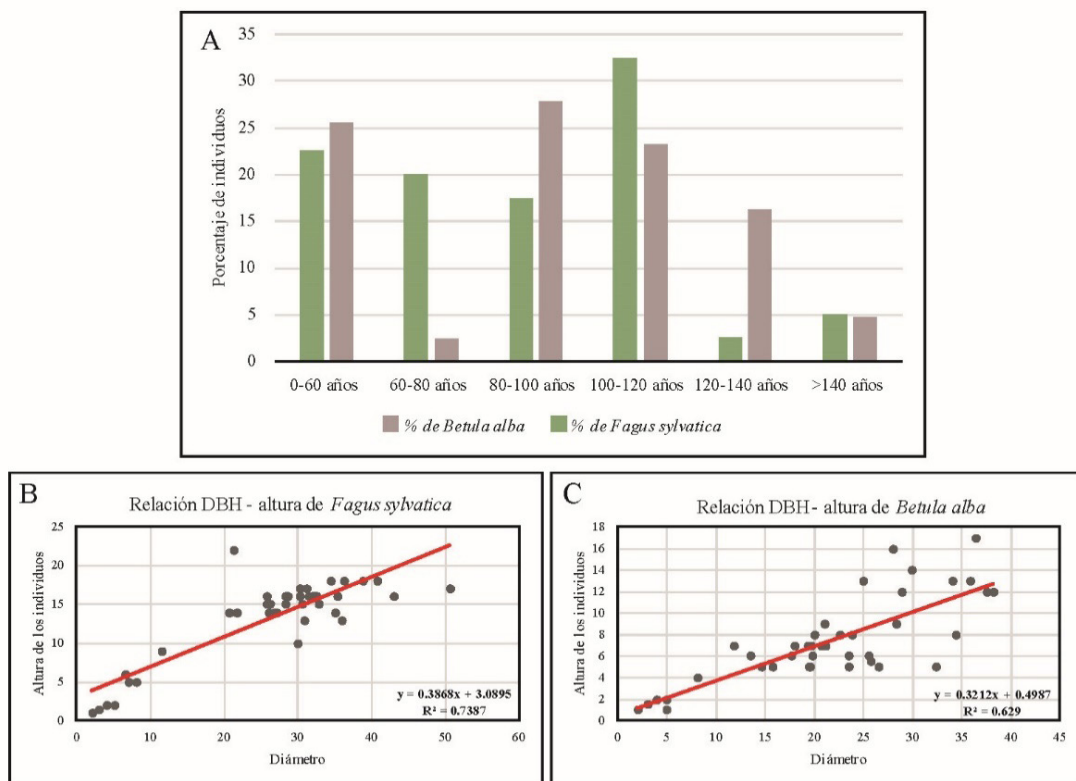 A
Porcentaje de individuos
35
30
25
20
15
10
5
0
0-60 años 60-80 años 80-100 años 100-120 años 120-140 años >140 años
% de Betula alba % de Fagus sylvatica
B
Relación DBH - altura de Fagus sylvatica
Altura de los individuos
25
20
15
10
5
0
y = 0.3868x + 3.0895
R² = 0.7387
0 10 20 30 40 50 60
Diámetro
C
Relación DBH - altura de Betula alba
Altura de los individuos
18
16
14
12
10
8
6
4
2
0
y = 0.3212x + 0.4987
R² = 0.629
0 5 10 15 20 25 30 35 40 45
Diámetro